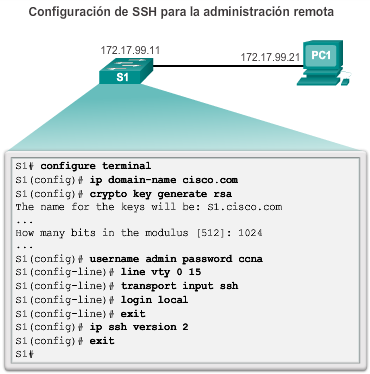 Configuración de SSH para la administración remota
172.17.99.11
172.17.99.21
PC1
S1
S1# configure terminal
S1(config)# ip domain-name cisco.com
S1(config)# crypto key generate rsa
The name for the keys will be: S1.cisco.com
...
How many bits in the modulus [512]: 1024
...
S1(config)# username admin password ccna
S1(config-line)# line vty 0 15
S1(config-line)# transport input ssh
S1(config-line)# login local
S1(config-line)# exit
S1(config)# ip ssh version 2
S1(config)# exit
S1#